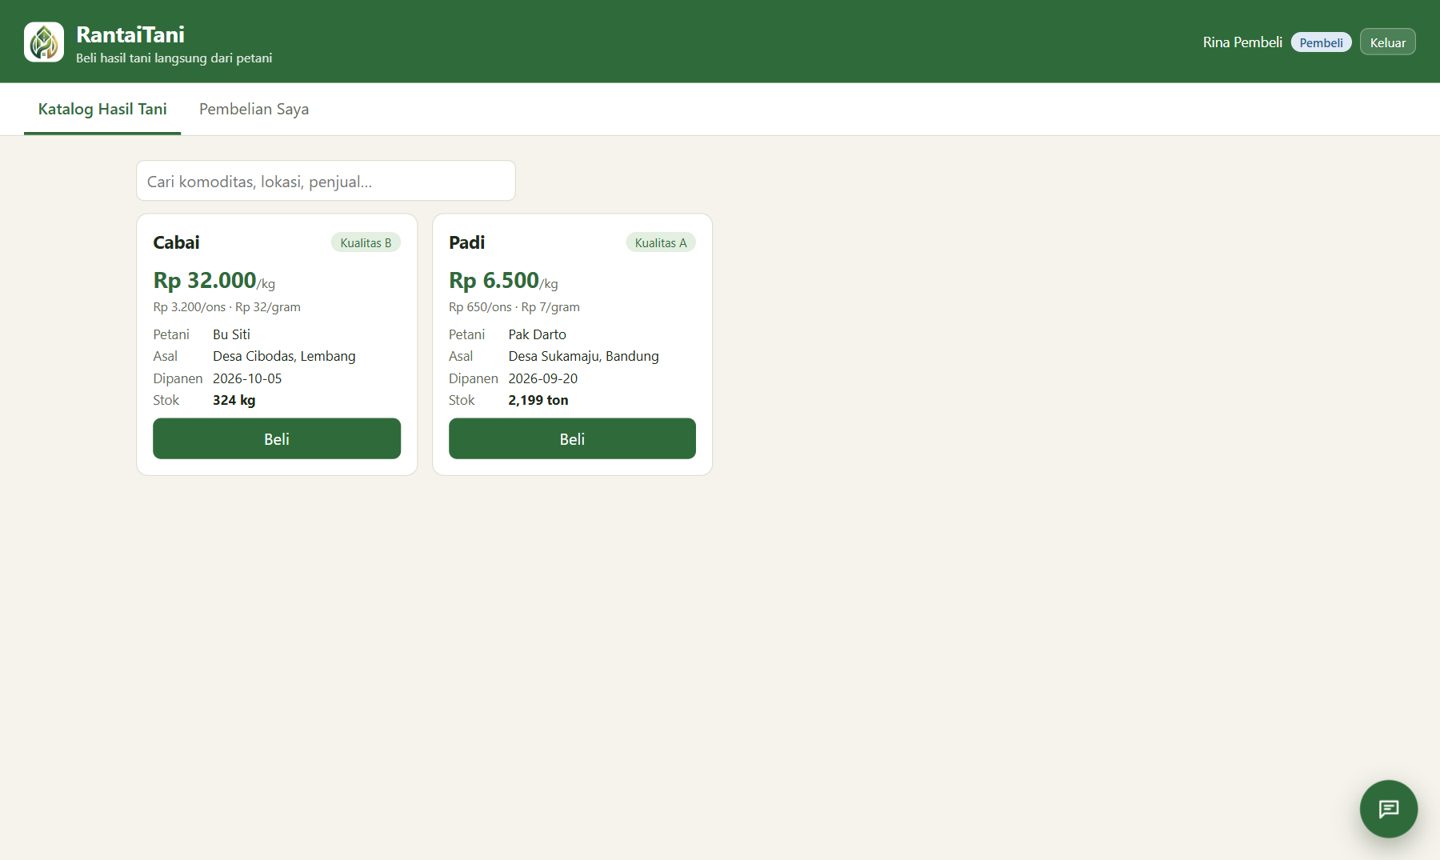 RantaiTani
Beli hasil tani langsung dari petani
Rina Pembeli
Pembeli
Keluar
Katalog Hasil Tani
Pembelian Saya
Cari komoditas, lokasi, penjual...
Cabai
Kualitas B
Rp 32.000/kg
Rp 3.200/ons · Rp 32/gram
Petani Bu Siti
Asal Desa Cibodas, Lembang
Dipanen 2026-10-05
Stok 324 kg
Beli
Padi
Kualitas A
Rp 6.500/kg
Rp 650/ons · Rp 7/gram
Petani Pak Darto
Asal Desa Sukamaju, Bandung
Dipanen 2026-09-20
Stok 2,199 ton
Beli